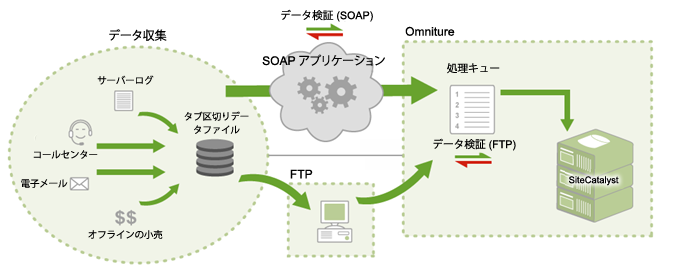 データ検証 (SOAP)
データ収集
Omniture
SOAP アプリケーション
サーバーログ
処理キュー
1
2
3
4
タブ区切りデ
ータファイル
コールセンター
データ検証 (FTP)
電子メール
FTP
SiteCatalyst
$$
オフラインの小売